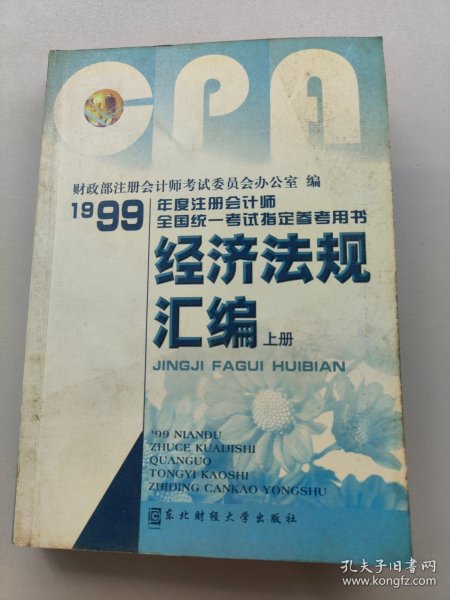 CPA
财政部注册会计师考试委员会办公室 编
1999
年度注册会计师
全国统一考试指定参考用书
经济法规
汇编 上册
JINGJI FAGUI HUIBIAN
'99 NIANDU
ZHUCE KUAIJISHI
QUANGUO
TONGYI KAOSHI
ZHIDING CANKAO YONGSHU
东北财经大学出版社
孔夫子旧书网
www.kongfz.com